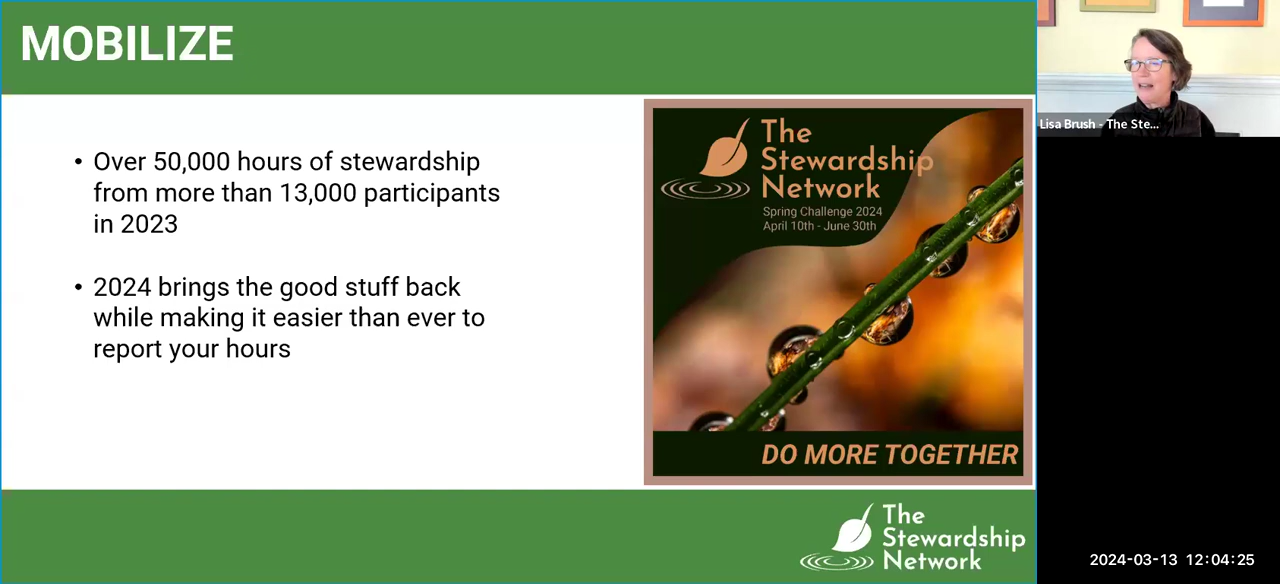 MOBILIZE
• Over 50,000 hours of stewardship
from more than 13,000 participants
in 2023
• 2024 brings the good stuff back
while making it easier than ever to
report your hours
The
Stewardship
Network
Spring Challenge 2024
April 10th - June 30th
DO MORE TOGETHER
The
Stewardship
Network
Lisa Brush - The Ste...
2024-03-13 12:04:25